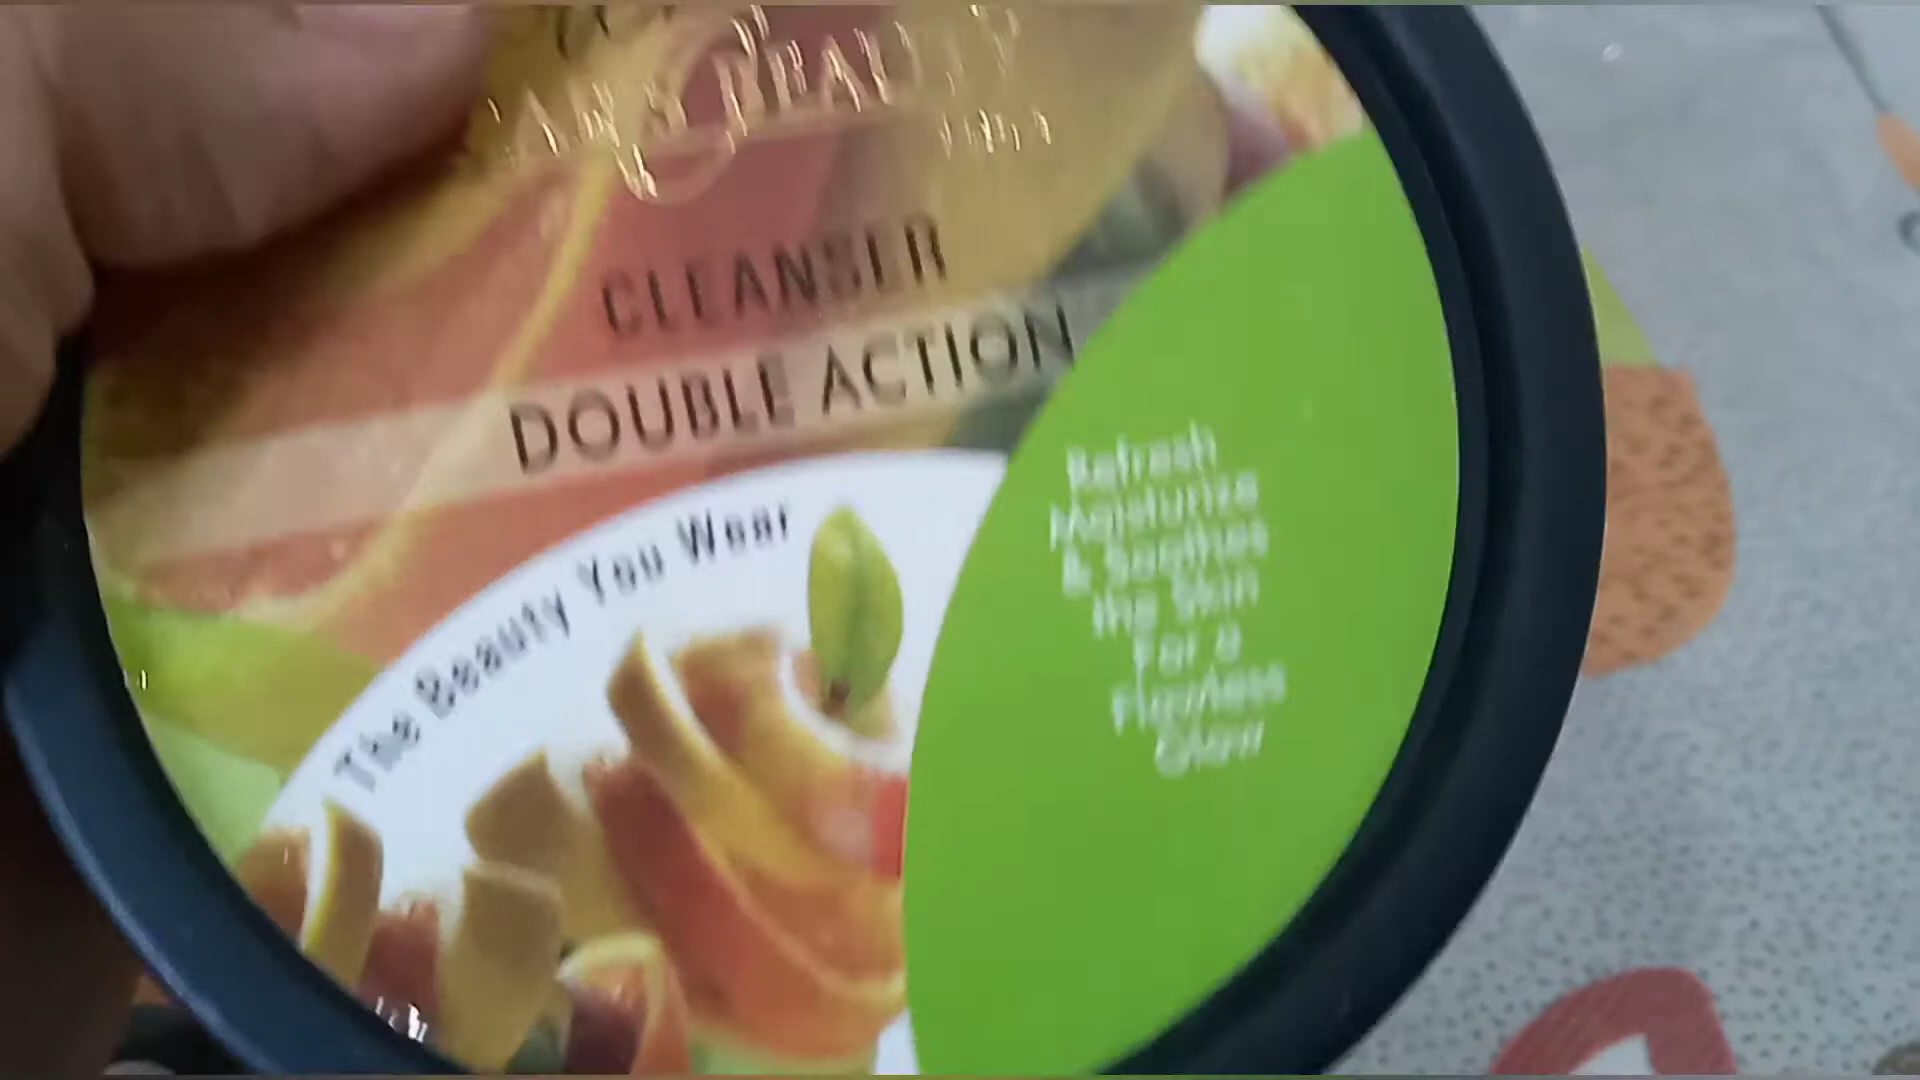 BEAUTY
CLEANSER
DOUBLE ACTION
The Beauty You Wear
Refresh
Moisturize
& Soothes
the Skin
For a
Flawless
Glow